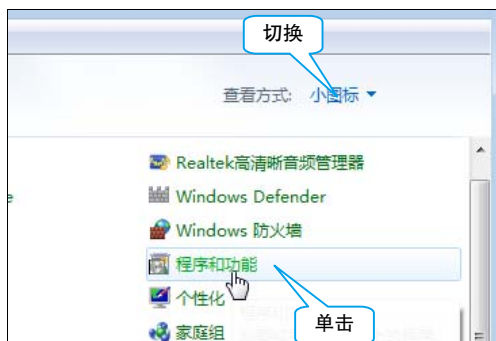 切换
查看方式: 小图标
Realtek高清晰音频管理器
Windows Defender
Windows 防火墙
程序和功能
个性化
单击
家庭组